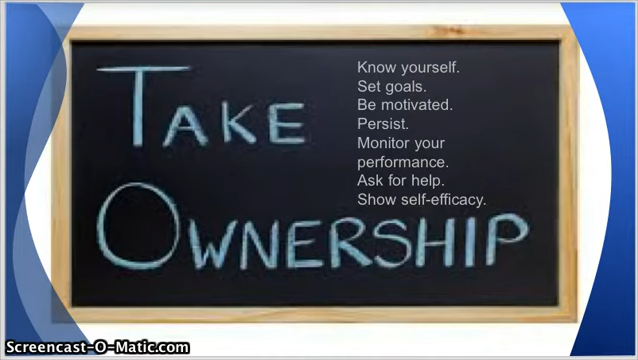 TAKE
OWNERSHIP
Know yourself.
Set goals.
Be motivated.
Persist.
Monitor your
performance.
Ask for help.
Show self-efficacy.
Screencast-O-Matic.com